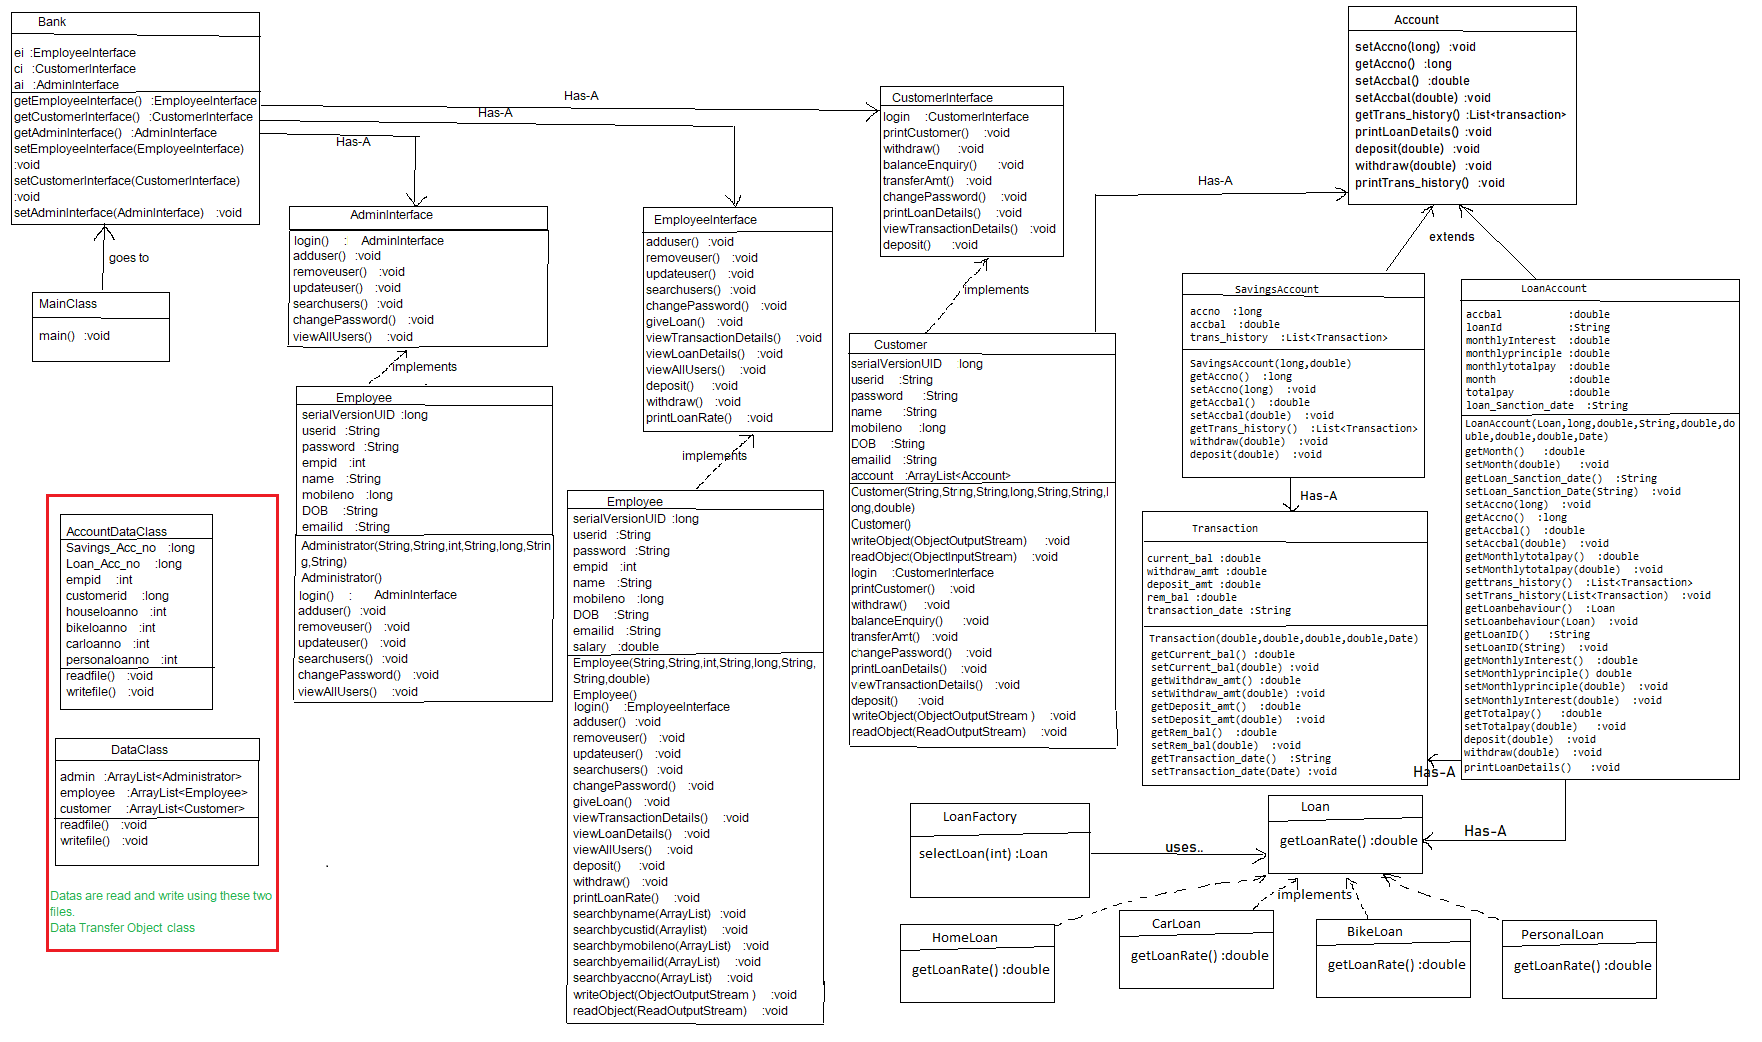 Bank
ei :EmployeeInterface
ci :CustomerInterface
ai :AdminInterface
getEmployeeInterface() :EmployeeInterface
getCustomerInterface() :CustomerInterface
getAdminInterface() :AdminInterface
setEmployeeInterface(EmployeeInterface)
:void
setCustomerInterface(CustomerInterface)
:void
setAdminInterface(AdminInterface) :void
goes to
MainClass
main() :void
Has-A
Has-A
Has-A
AdminInterface
login() : AdminInterface
adduser() :void
removeuser() :void
updateuser() :void
searchusers() :void
changePassword() :void
viewAllUsers() :void
implements
Employee
serialVersionUID :long
userid :String
password :String
empid :int
name :String
mobileno :long
DOB :String
emailid :String
Administrator(String,String,int,String,long,Strin
g,String)
Administrator()
login() : AdminInterface
adduser() :void
removeuser() :void
updateuser() :void
searchusers() :void
changePassword() :void
viewAllUsers() :void
EmployeeInterface
adduser() :void
removeuser() :void
updateuser() :void
searchusers() :void
changePassword() :void
giveLoan() :void
viewTransactionDetails() :void
viewLoanDetails() :void
viewAllUsers() :void
deposit() :void
withdraw() :void
printLoanRate() :void
implements
Employee
serialVersionUID :long
userid :String
password :String
empid :int
name :String
mobileno :long
DOB :String
emailid :String
salary :double
Employee(String,String,int,String,long,String,
String,double)
Employee()
login() :EmployeeInterface
adduser() :void
removeuser() :void
updateuser() :void
searchusers() :void
changePassword() :void
giveLoan() :void
viewTransactionDetails() :void
viewLoanDetails() :void
viewAllUsers() :void
deposit() :void
withdraw() :void
printLoanRate() :void
searchbyname(ArrayList) :void
searchbycustid(Arraylist) :void
searchbymobileno(ArrayList) :void
searchbyemailid(ArrayList) :void
searchbyaccno(ArrayList) :void
writeObject(ObjectOutputStream ) :void
readObject(ReadOutputStream) :void
CustomerInterface
login :CustomerInterface
printCustomer() :void
withdraw() :void
balanceEnquiry() :void
transferAmt() :void
changePassword() :void
printLoanDetails() :void
viewTransactionDetails() :void
deposit() :void
implements
Customer
serialVersionUID long
userid :String
password :String
name :String
mobileno :long
DOB :String
emailid :String
account :ArrayList<Account>
Customer(String,String,String,long,String,String,l
ong,double)
Customer()
writeObject(ObjectOutputStream) :void
readObject(ObjectInputStream) :void
login :CustomerInterface
printCustomer() :void
withdraw() :void
balanceEnquiry() :void
transferAmt() :void
changePassword() :void
printLoanDetails() :void
viewTransactionDetails() :void
deposit() :void
writeObject(ObjectOutputStream ) :void
readObject(ReadOutputStream) :void
Has-A
Account
setAccno(long) :void
getAccno() :long
setAccbal() :double
setAccbal(double) :void
getTrans_history() :List<transaction>
printLoanDetails() :void
deposit(double) :void
withdraw(double) :void
printTrans_history() :void
extends
SavingsAccount
accno :long
accbal :double
trans_history :List<Transaction>
SavingsAccount(long,double)
getAccno() :long
setAccno(long) :void
getAccbal() :double
setAccbal(double) :void
getTrans_history() :List<Transaction>
withdraw(double) :void
deposit(double) :void
Has-A
Transaction
current_bal :double
withdraw_amt :double
deposit_amt :double
rem_bal :double
transaction_date :String
Transaction(double,double,double,double,Date)
getCurrent_bal() :double
setCurrent_bal(double) :void
getWithdraw_amt() :double
setWithdraw_amt(double) :void
getDeposit_amt() :double
setDeposit_amt(double) :void
getRem_bal() :double
setRem_bal(double) :void
getTransaction_date() :String
setTransaction_date(Date) :void
LoanAccount
accbal :double
loanId :String
monthlyInterest :double
monthlyprinciple :double
monthlytotalpay :double
month :double
totalpay :double
loan_Sanction_date :String
LoanAccount(Loan,long,double,String,double,do
uble,double,double,Date)
getMonth() :double
setMonth(double) :void
getLoan_Sanction_date() :String
setLoan_Sanction_Date(String) :void
setAccno(long) :void
getAccno() :long
getAccbal() :double
setAccbal(double) :void
getMonthlytotalpay() :double
setMonthlytotalpay(double) :void
gettrans_history() :List<Transaction>
setTrans_history(List<Transaction) :void
getLoanbehaviour() :Loan
setLoanbehaviour(Loan) :void
getLoanID() :String
setLoanID(String) :void
getMonthlyInterest() :double
setMonthlyprinciple() double
setMonthlyprinciple(double) :void
setMonthlyInterest(double) :void
getTotalpay() :double
setTotalpay(double) :void
deposit(double) :void
withdraw(double) :void
printLoanDetails() :void
Has-A
Has-A
LoanFactory
selectLoan(int) :Loan
uses..
Loan
getLoanRate() :double
implements
HomeLoan
getLoanRate() :double
CarLoan
getLoanRate() :double
BikeLoan
getLoanRate() :double
PersonalLoan
getLoanRate() :double
AccountDataClass
Savings_Acc_no :long
Loan_Acc_no :long
empid :int
customerid :long
houseloanno :int
bikeloanno :int
carloanno :int
personaloanno :int
readfile() :void
writefile() :void
DataClass
admin :ArrayList<Administrator>
employee :ArrayList<Employee>
customer :ArrayList<Customer>
readfile() :void
writefile() :void
Datas are read and write using these two
files.
Data Transfer Object class